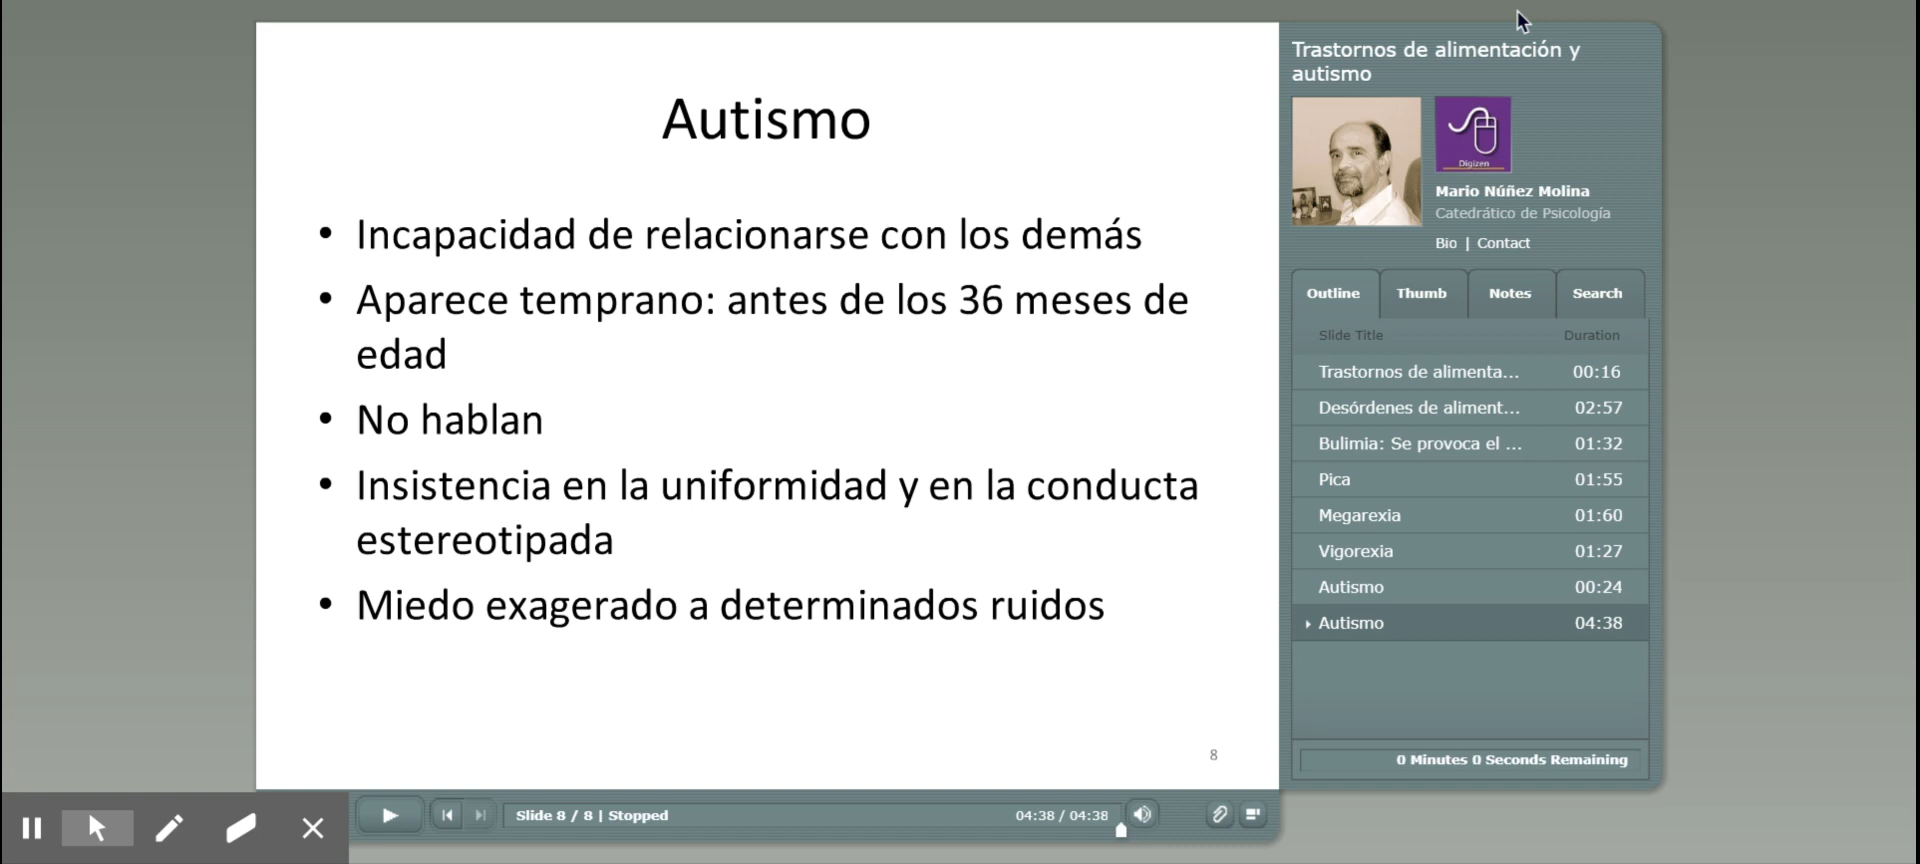 Autismo
• Incapacidad de relacionarse con los demás
• Aparece temprano: antes de los 36 meses de
edad
• No hablan
• Insistencia en la uniformidad y en la conducta
estereotipada
• Miedo exagerado a determinados ruidos
8
Trastornos de alimentación y
autismo
Digizen
Mario Núñez Molina
Catedrático de Psicología
Bio | Contact
Outline Thumb Notes Search
Slide Title Duration
Trastornos de alimenta... 00:16
Desórdenes de aliment... 02:57
Bulimia: Se provoca el ... 01:32
Pica 01:55
Megarexia 01:60
Vigorexia 01:27
Autismo 00:24
Autismo 04:38
0 Minutes 0 Seconds Remaining
Slide 8 / 8 | Stopped 04:38 / 04:38